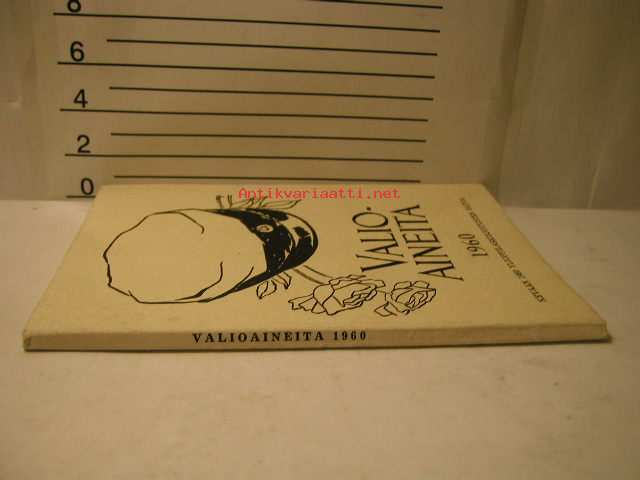 8
6
4
2
0
Antikvariaatti.net
VALIO-
AINEITA
1960
VALIOAINEITA 1960